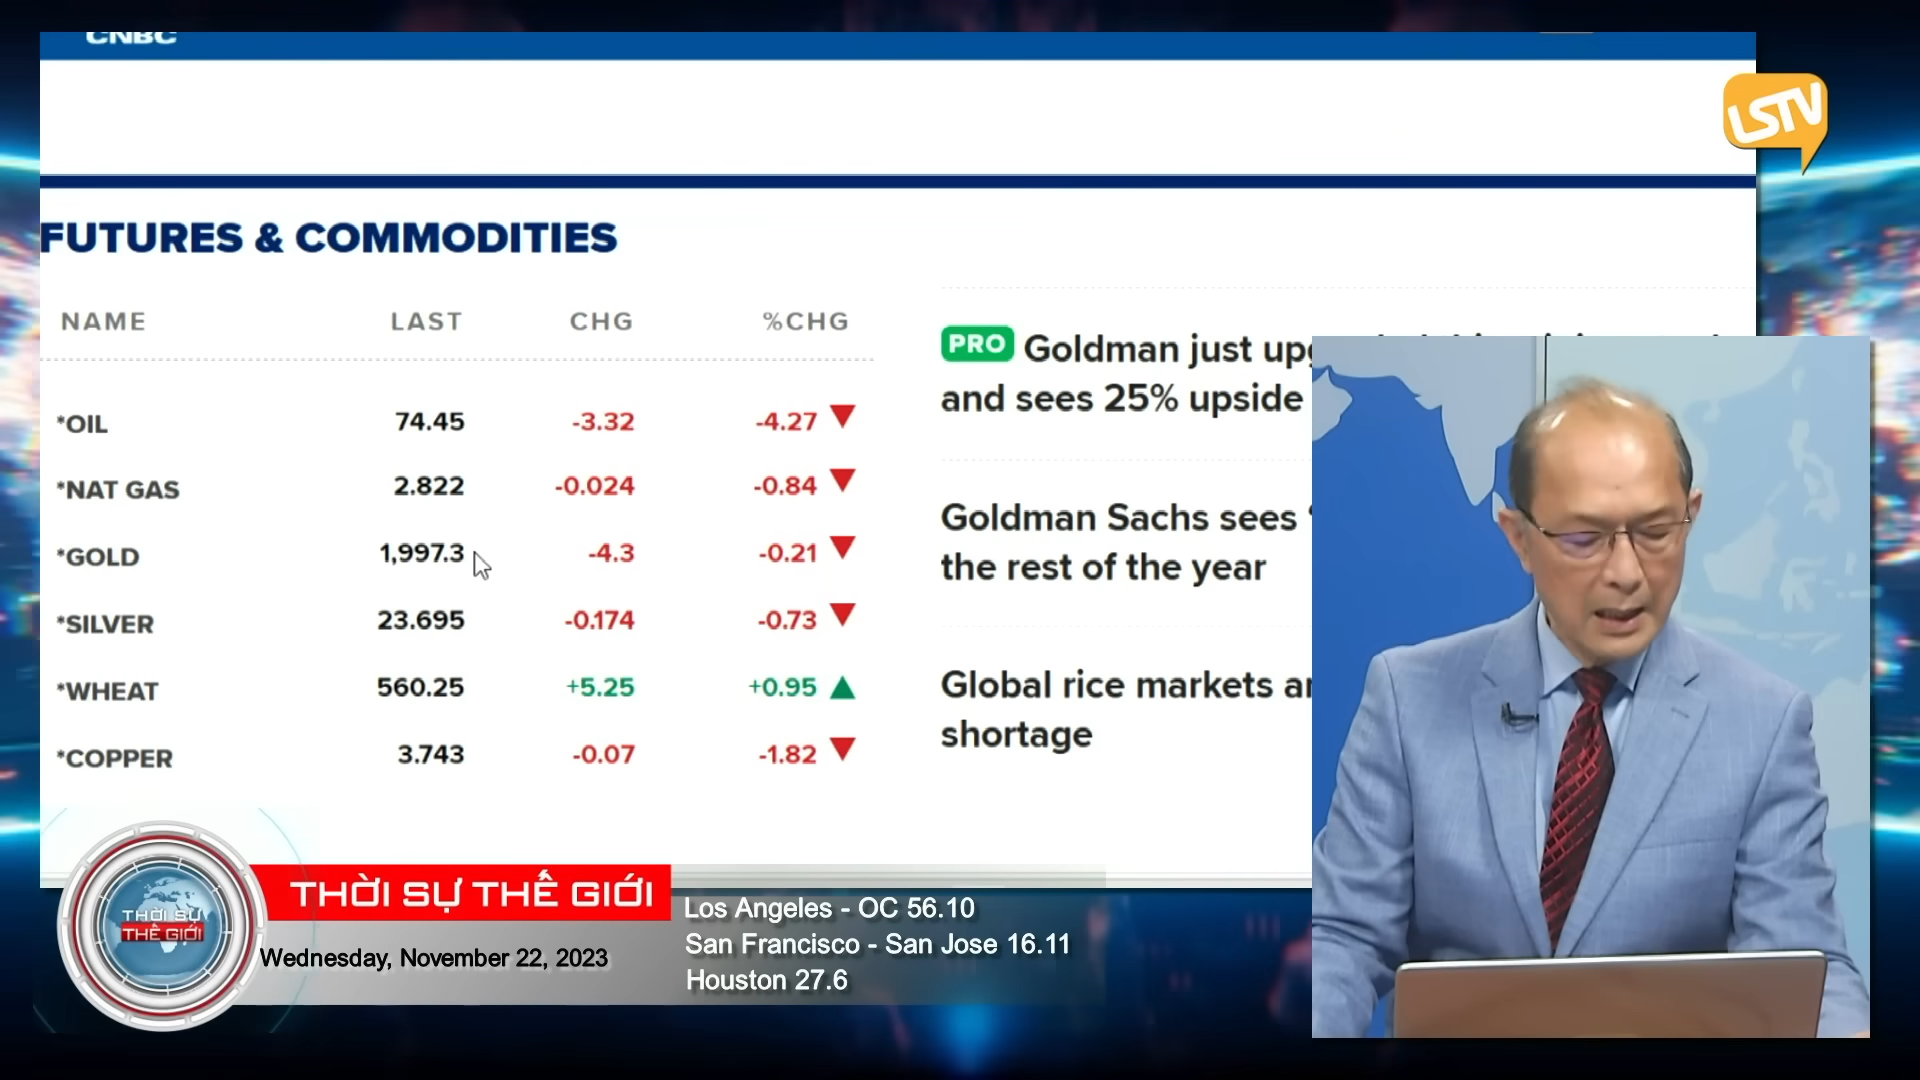 CNBC
LSTV
FUTURES & COMMODITIES
NAME LAST CHG %CHG
*OIL 74.45 -3.32 -4.27
*NAT GAS 2.822 -0.024 -0.84
*GOLD 1,997.3 -4.3 -0.21
*SILVER 23.695 -0.174 -0.73
*WHEAT 560.25 +5.25 +0.95
*COPPER 3.743 -0.07 -1.82
PRO Goldman just
and sees 25% upside
Goldman Sachs sees
the rest of the year
Global rice markets
shortage
THỜI SỰ
THẾ GIỚI
THỜI SỰ THẾ GIỚI
Wednesday, November 22, 2023
Los Angeles - OC 56.10
San Francisco - San Jose 16.11
Houston 27.6